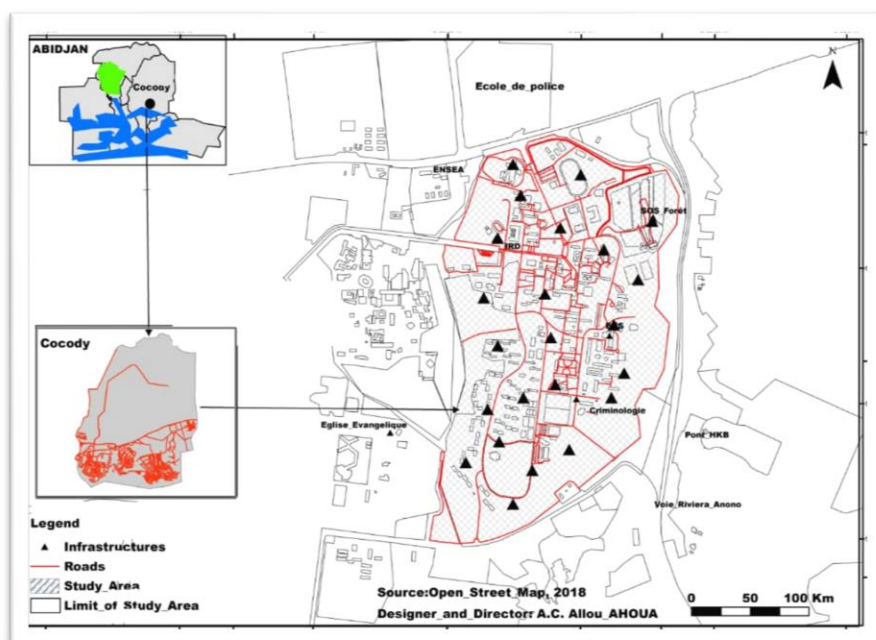 ABIDJAN
Cocody
N
Ecole_de_police
ENSEA
SOS_Forêt
IRD
Cocody
Criminologie
Eglise_Evangelique
Pont_HKB
Voie_Riviera_Anono
Legend
Infrastructures
Roads
Study_Area
Limit_of_Study_Area
Source:Open_Street_Map, 2018
Designer_and_Director: A.C. Allou_AHOUA
0 50 100 Km